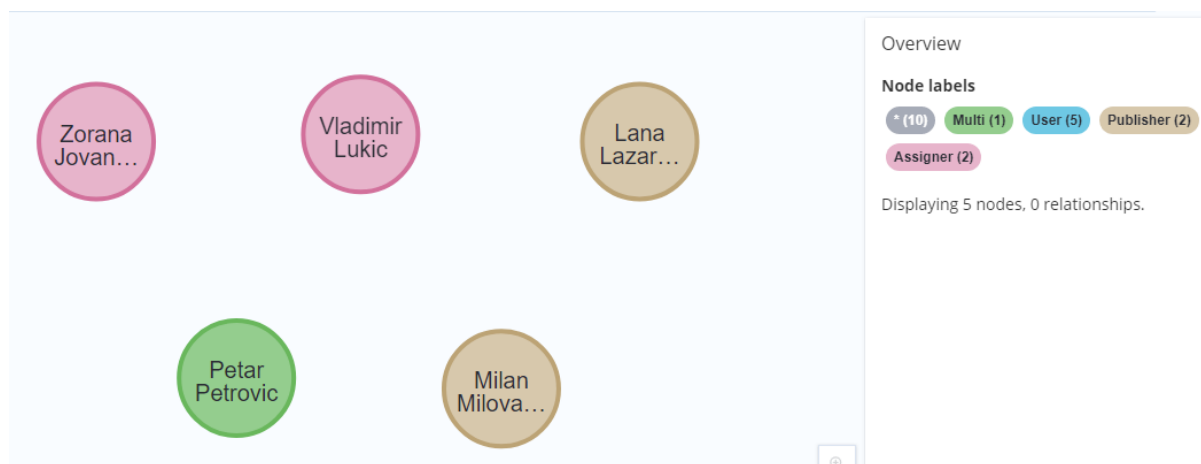 Zorana
Jovan...
Vladimir
Lukic
Lana
Lazar...
Petar
Petrovic
Milan
Milova...
Overview
Node labels
* (10) Multi (1) User (5) Publisher (2)
Assigner (2)
Displaying 5 nodes, 0 relationships.